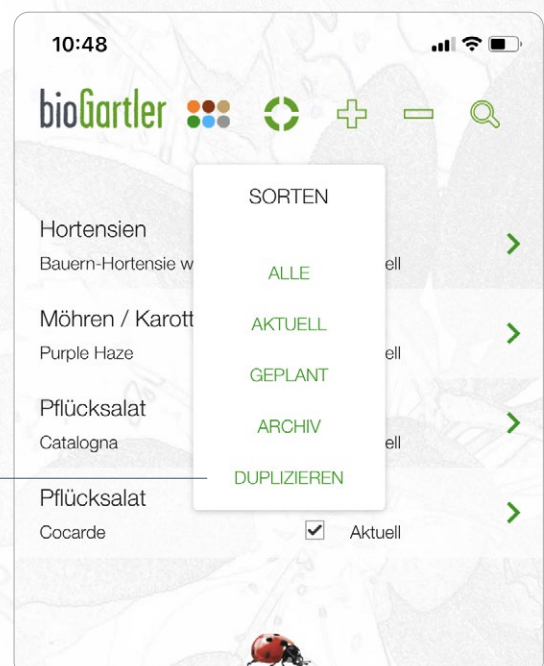 10:48
bioGartler
SORTEN
Hortensien
Bauern-Hortensie w
ell
ALLE
Möhren / Karott
AKTUELL
Purple Haze
ell
GEPLANT
Pflücksalat
ARCHIV
Catalogna
ell
DUPLIZIEREN
Pflücksalat
Cocarde Aktuell